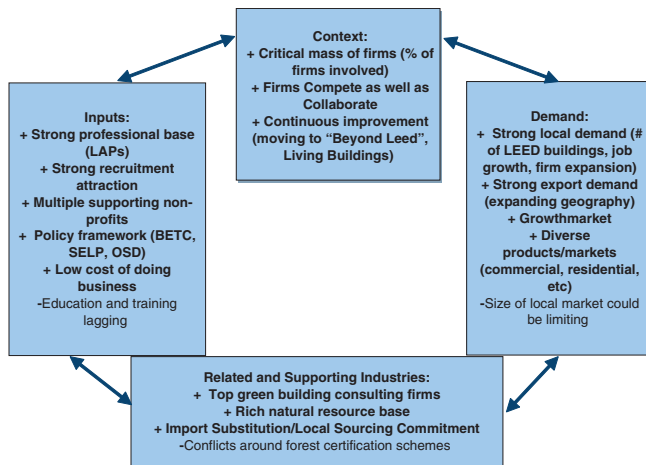 Context:
+ Critical mass of firms (% of
firms involved)
+ Firms Compete as well as
Collaborate
+ Continuous improvement
(moving to “Beyond Leed”,
Living Buildings)
Inputs:
+ Strong professional base
(LAPs)
+ Strong recruitment
attraction
+ Multiple supporting non-
profits
+ Policy framework (BETC,
SELP, OSD)
+ Low cost of doing
business
-Education and training
lagging
Demand:
+ Strong local demand (#
of LEED buildings, job
growth, firm expansion)
+ Strong export demand
(expanding geography)
+ Growthmarket
+ Diverse
products/markets
(commercial, residential,
etc)
-Size of local market could
be limiting
Related and Supporting Industries:
+ Top green building consulting firms
+ Rich natural resource base
+ Import Substitution/Local Sourcing Commitment
-Conflicts around forest certification schemes